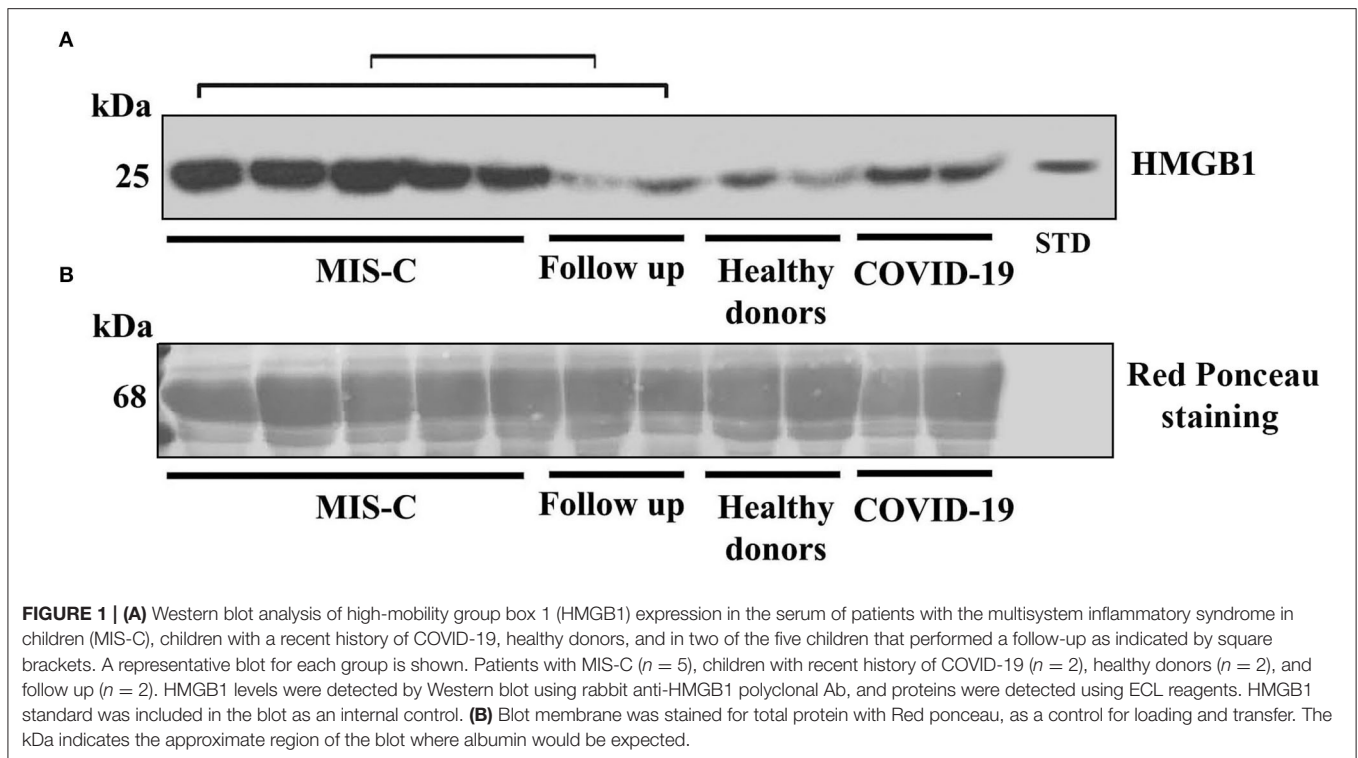 A
kDa
25
HMGB1
STD
MIS-C
Follow up
Healthy
donors
COVID-19
B
kDa
68
Red Ponceau
staining
MIS-C
Follow up
Healthy
donors
COVID-19
FIGURE 1 | (A) Western blot analysis of high-mobility group box 1 (HMGB1) expression in the serum of patients with the multisystem inflammatory syndrome in
children (MIS-C), children with a recent history of COVID-19, healthy donors, and in two of the five children that performed a follow-up as indicated by square
brackets. A representative blot for each group is shown. Patients with MIS-C (n = 5), children with recent history of COVID-19 (n = 2), healthy donors (n = 2), and
follow up (n = 2). HMGB1 levels were detected by Western blot using rabbit anti-HMGB1 polyclonal Ab, and proteins were detected using ECL reagents. HMGB1
standard was included in the blot as an internal control. (B) Blot membrane was stained for total protein with Red ponceau, as a control for loading and transfer. The
kDa indicates the approximate region of the blot where albumin would be expected.